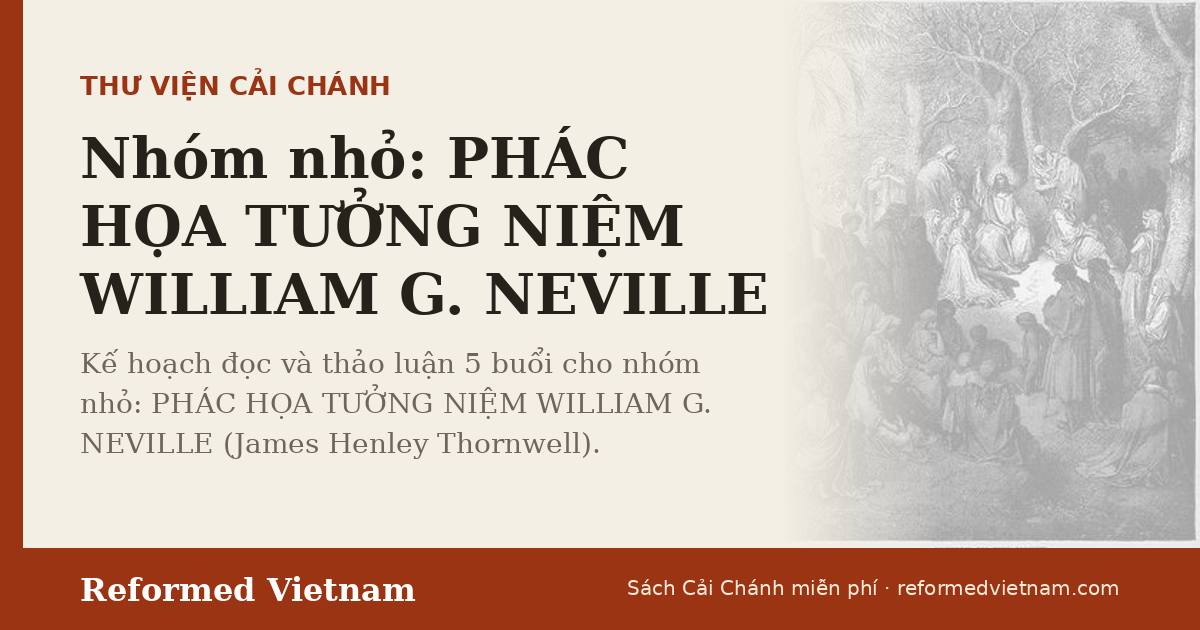 THƯ VIỆN CẢI CHÁNH
Nhóm nhỏ: PHÁC
HỌA TƯỞNG NIỆM
WILLIAM G. NEVILLE
Kế hoạch đọc và thảo luận 5 buổi cho nhóm
nhỏ: PHÁC HỌA TƯỞNG NIỆM WILLIAM G.
NEVILLE (James Henley Thornwell).
Reformed Vietnam
Sách Cải Chánh miễn phí · reformedvietnam.com